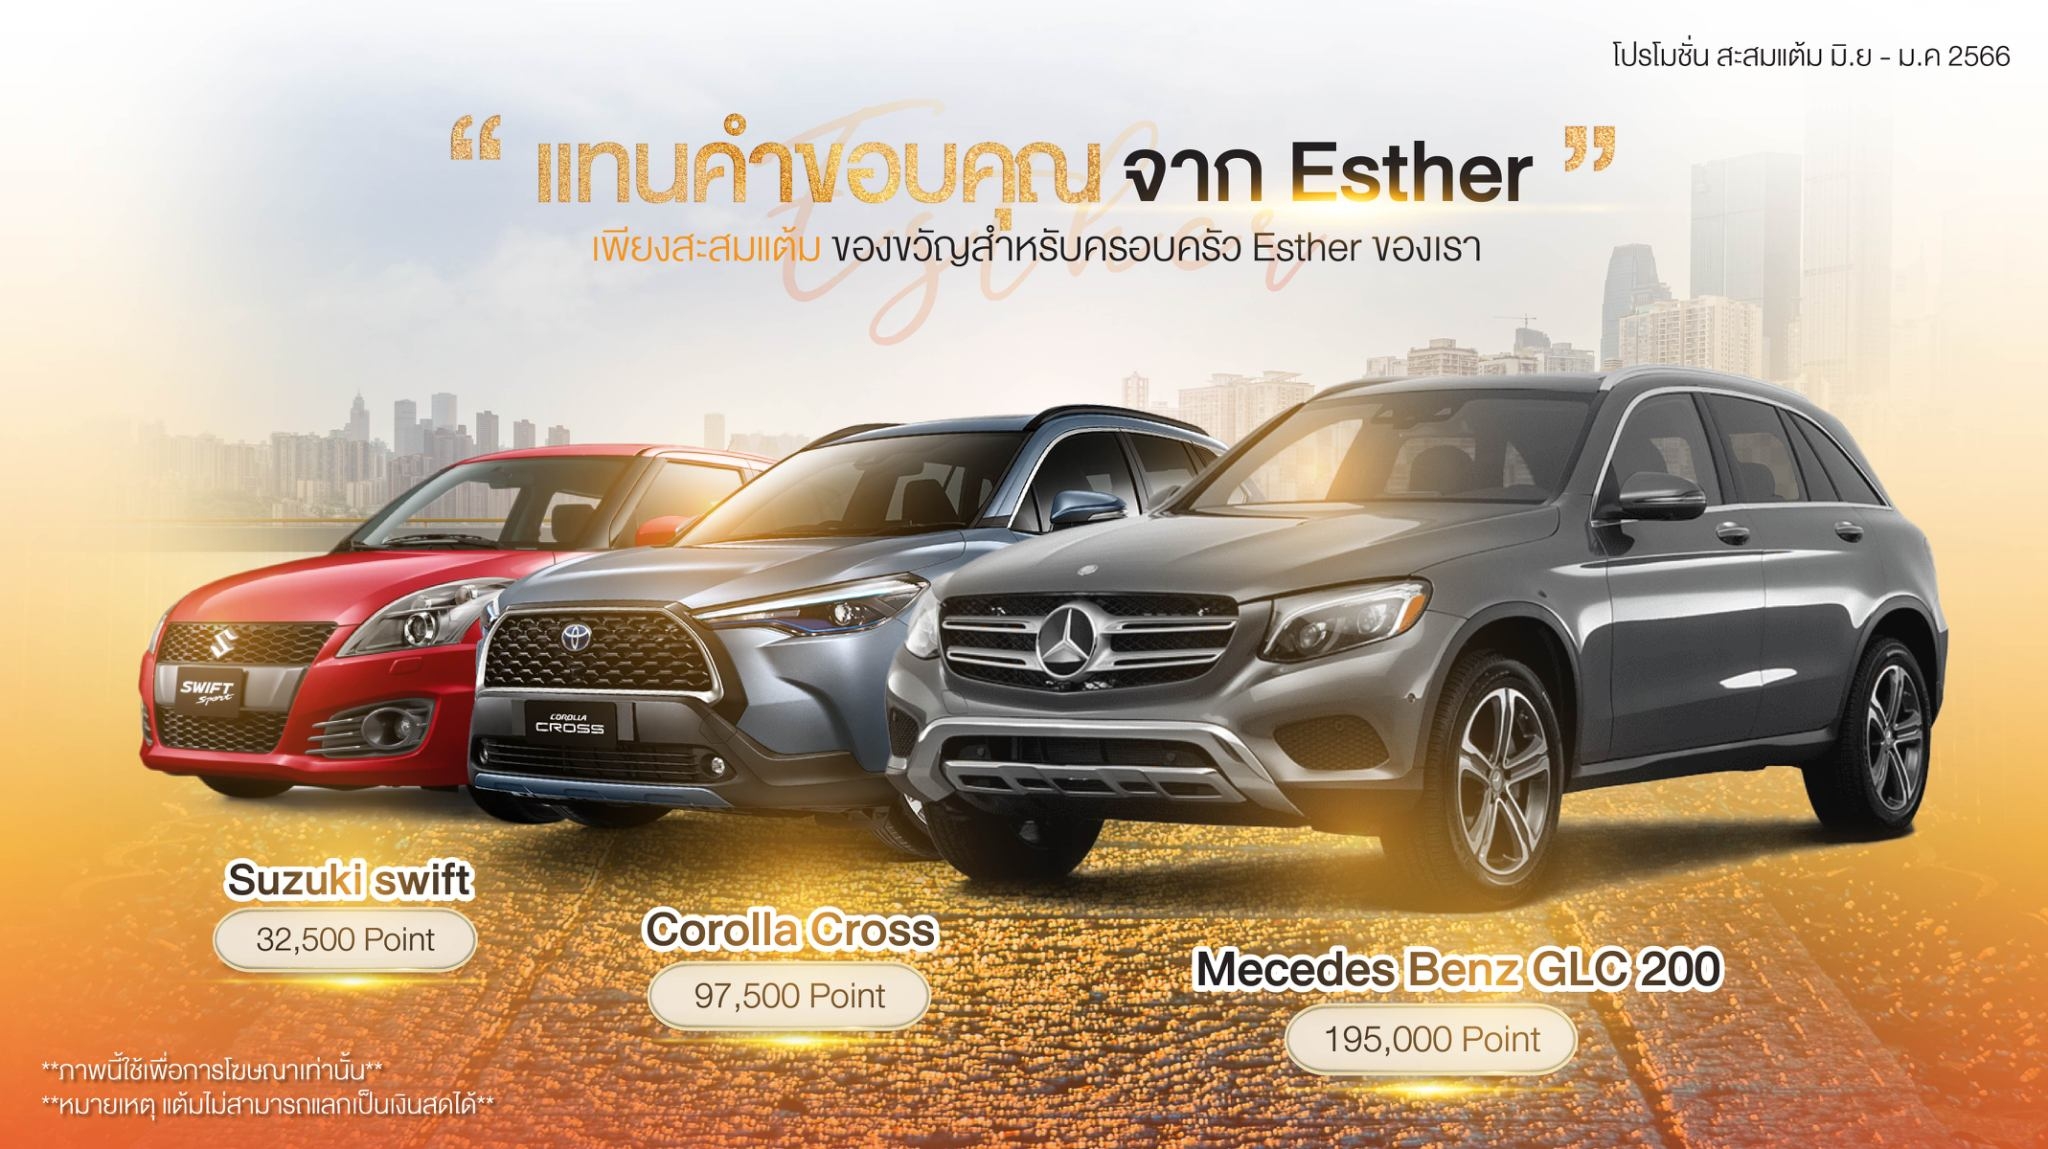 โปรโมชั่น สะสมแต้ม มิ.ย - ม.ค 2566
“ แทนคำขอบคุณ จาก Esther ”
Esther
เพียงสะสมแต้ม ของขวัญสำหรับครอบครัว Esther ของเรา
SWIFT
Sport
COROLLA
CROSS
Suzuki swift
32,500 Point
Corolla Cross
97,500 Point
Mecedes Benz GLC 200
195,000 Point
**ภาพนี้ใช้เพื่อการโฆษณาเท่านั้น**
**หมายเหตุ แต้มไม่สามารถแลกเป็นเงินสดได้**